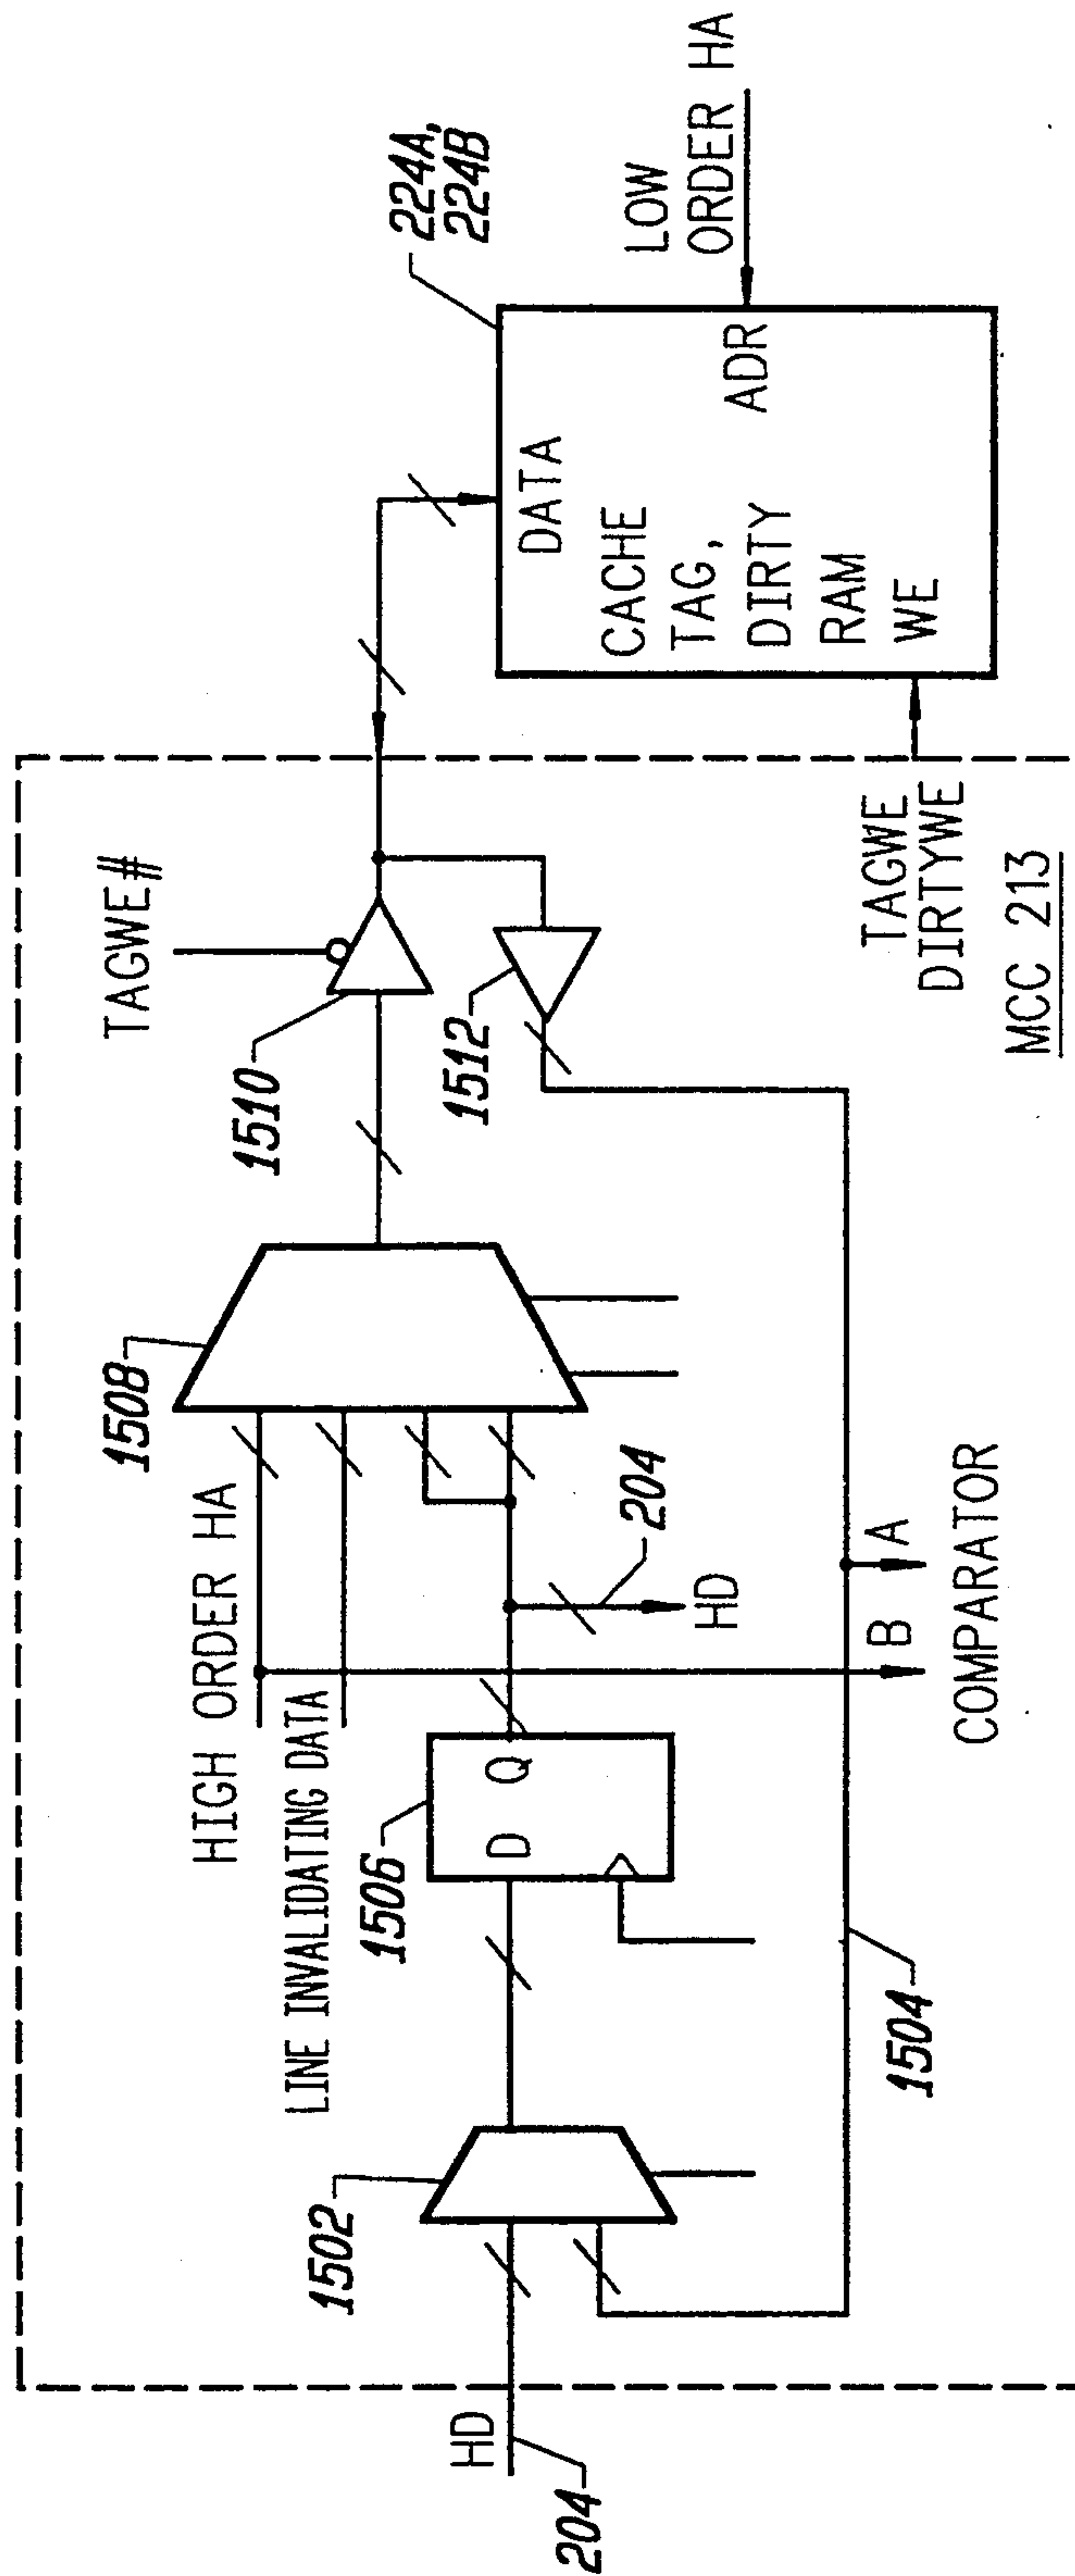 TAGWE#
1510
1508
HIGH ORDER HA
LINE INVALIDATING DATA
1506
D Q
1502
HD
204
204
HD
1512
1504
B A
COMPARATOR
TAGWE
DIRTYWE
MCC 213
224A,
224B
DATA
CACHE
TAG,
DIRTY
RAM
ADR
WE
LOW
ORDER HA